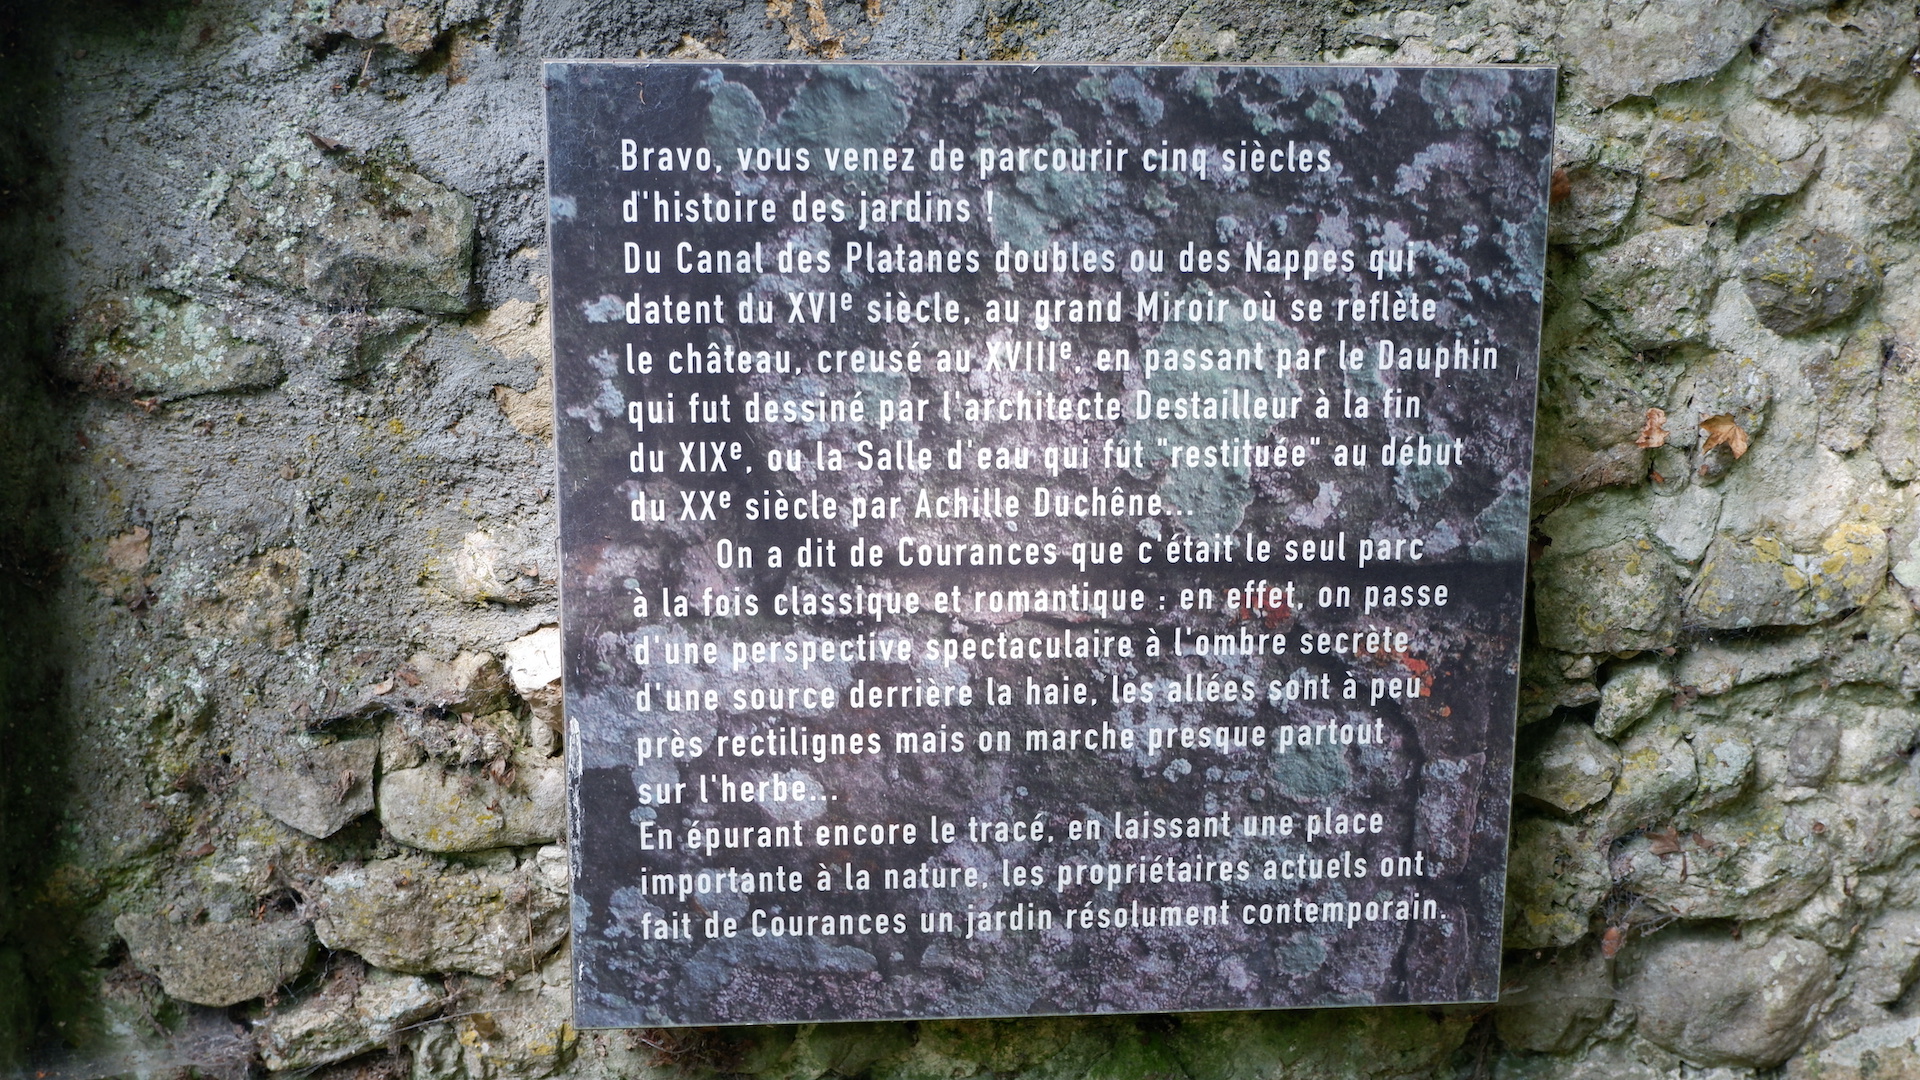 Bravo, vous venez de parcourir cinq siècles
d'histoire des jardins !
Du Canal des Platanes doubles ou des Nappes qui
datent du XVIe siècle, au grand Miroir où se reflète
le château, creusé au XVIIIe, en passant par le Dauphin
qui fut dessiné par l'architecte Destailleur à la fin
du XIXe, ou la Salle d'eau qui fût "restituée" au début
du XXe siècle par Achille Duchêne...
On a dit de Courances que c'était le seul parc
à la fois classique et romantique : en effet, on passe
d'une perspective spectaculaire à l'ombre secrète
d'une source derrière la haie, les allées sont à peu
près rectilignes mais on marche presque partout
sur l'herbe...
En épurant encore le tracé, en laissant une place
importante à la nature, les propriétaires actuels ont
fait de Courances un jardin résolument contemporain.